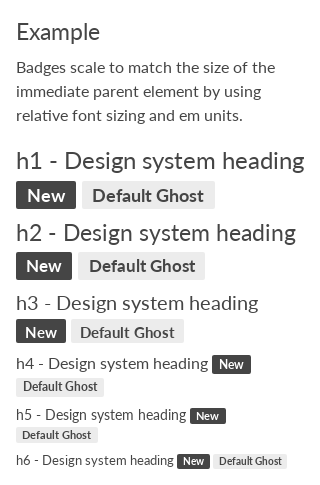 Example
Badges scale to match the size of the
immediate parent element by using
relative font sizing and em units.
h1 - Design system heading
New Default Ghost
h2 - Design system heading
New Default Ghost
h3 - Design system heading
New Default Ghost
h4 - Design system heading New
Default Ghost
h5 - Design system heading New
Default Ghost
h6 - Design system heading New Default Ghost